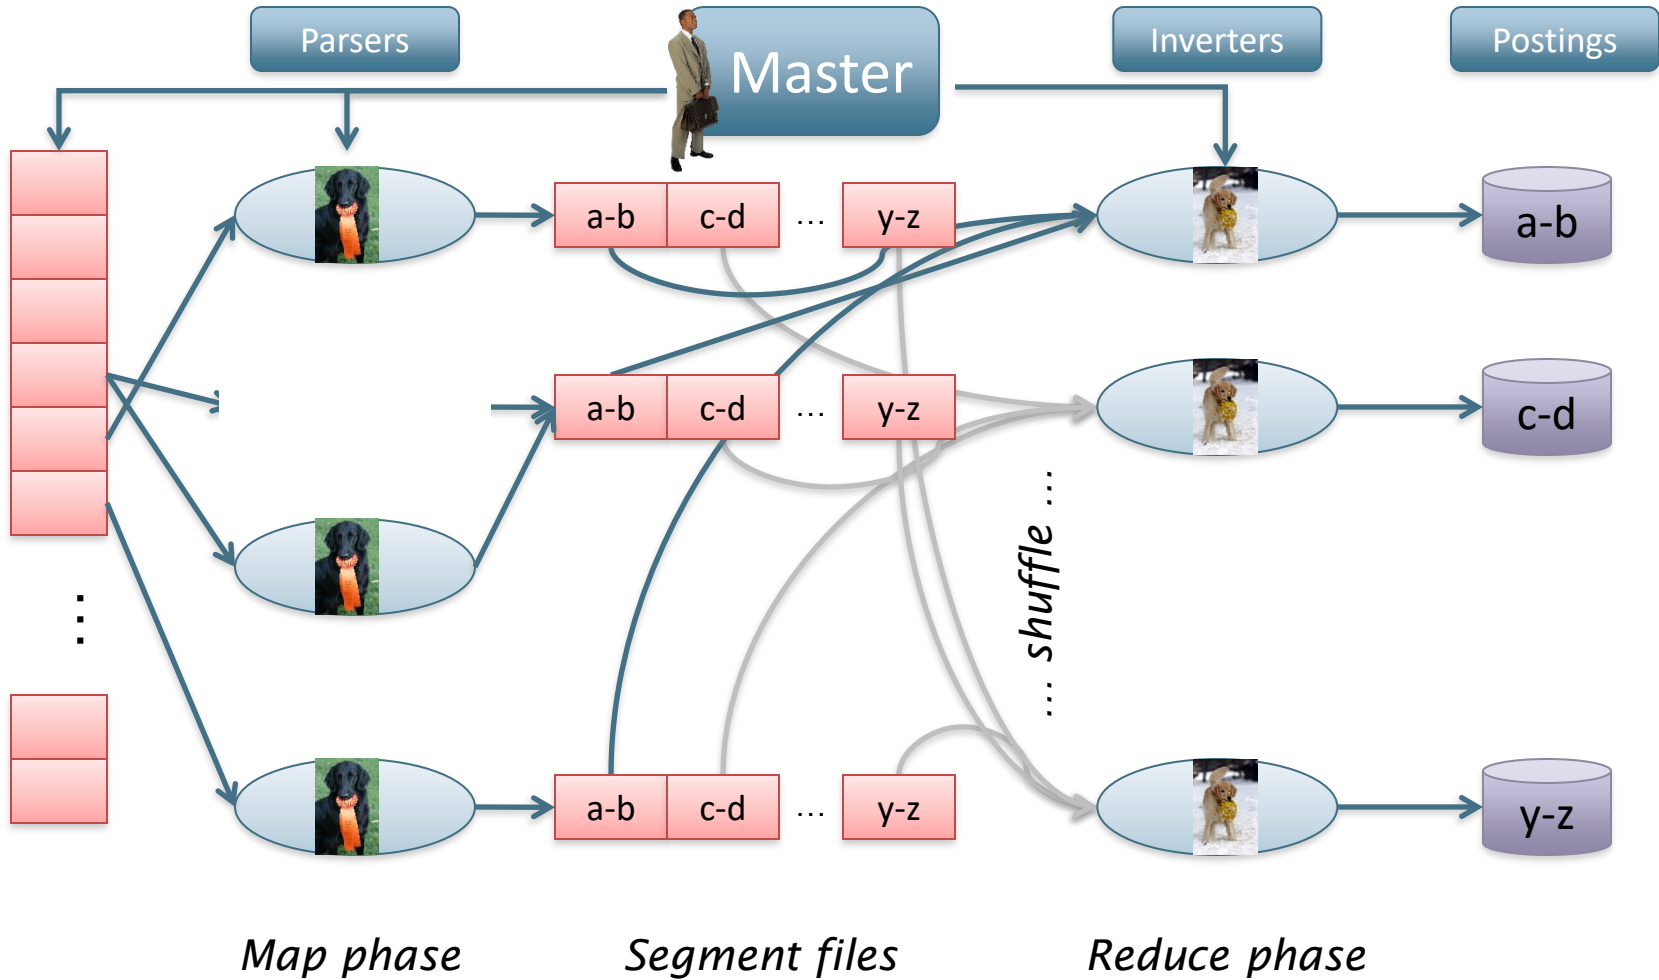 Parsers
Master
Inverters
Postings
a-b c-d … y-z
a-b
a-b c-d … y-z
c-d
… shuffle …
⋮
a-b c-d … y-z
y-z
Map phase
Segment files
Reduce phase